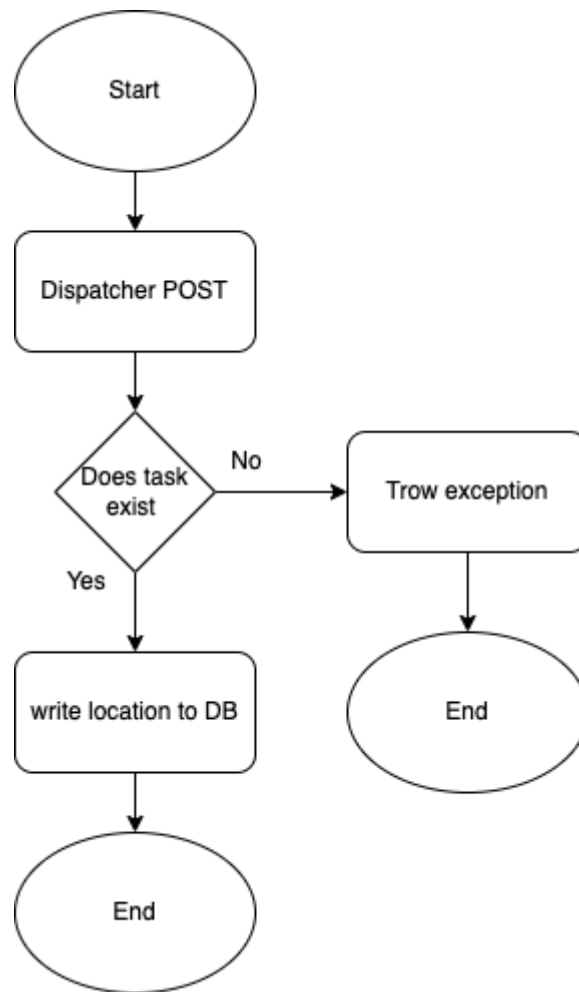 Start
Dispatcher POST
Does task
exist
No
Trow exception
Yes
write location to DB
End
End